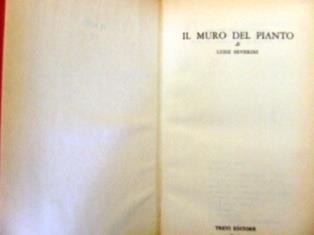 IL MURO DEL PIANTO
di
LUIGI SEVERINI
TREVI EDITORE